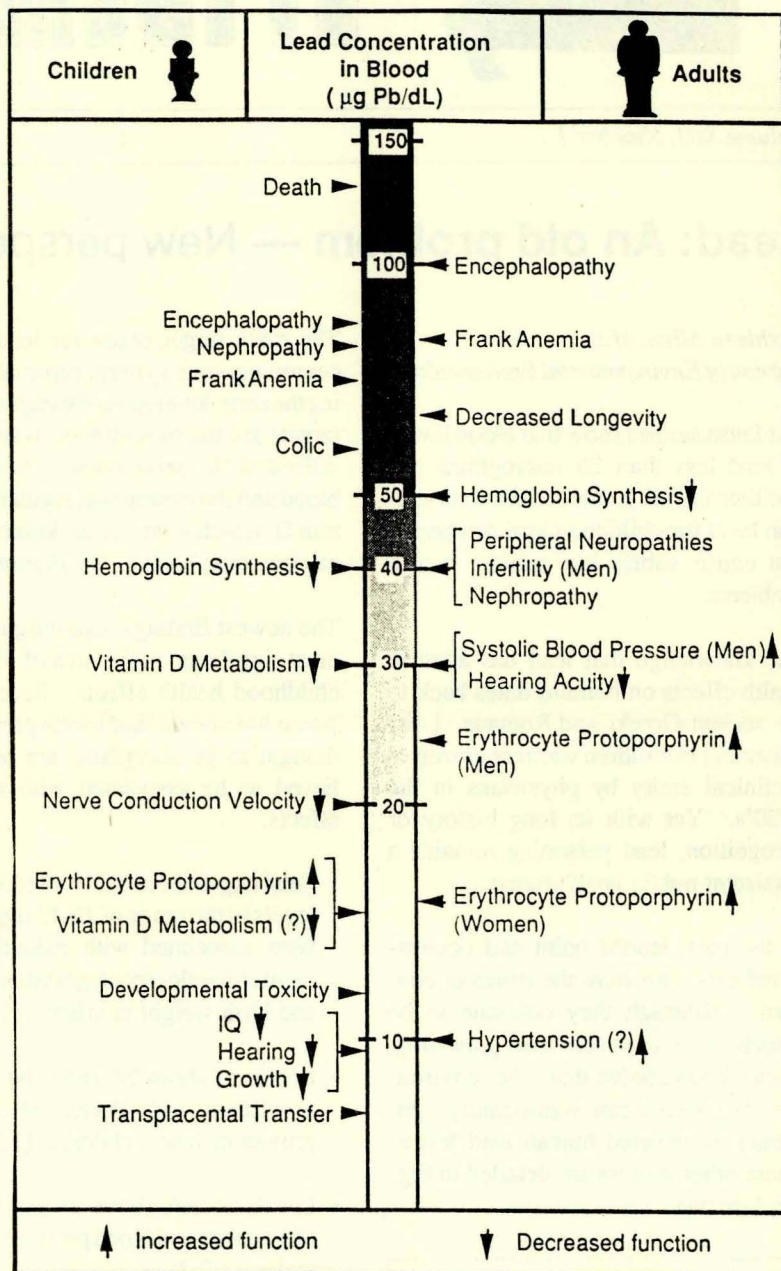 Children
Lead Concentration
in Blood
( µg Pb/dL)
Adults
150
Death
100
Encephalopathy
Encephalopathy
Nephropathy
Frank Anemia
Frank Anemia
Decreased Longevity
Colic
50
Hemoglobin Synthesis
Hemoglobin Synthesis
40
Peripheral Neuropathies
Infertility (Men)
Nephropathy
Vitamin D Metabolism
30
Systolic Blood Pressure (Men)
Hearing Acuity
Erythrocyte Protoporphyrin
(Men)
Nerve Conduction Velocity
20
Erythrocyte Protoporphyrin
Vitamin D Metabolism (?)
Erythrocyte Protoporphyrin
(Women)
Developmental Toxicity
IQ
Hearing
Growth
10
Hypertension (?)
Transplacental Transfer
Increased function
Decreased function